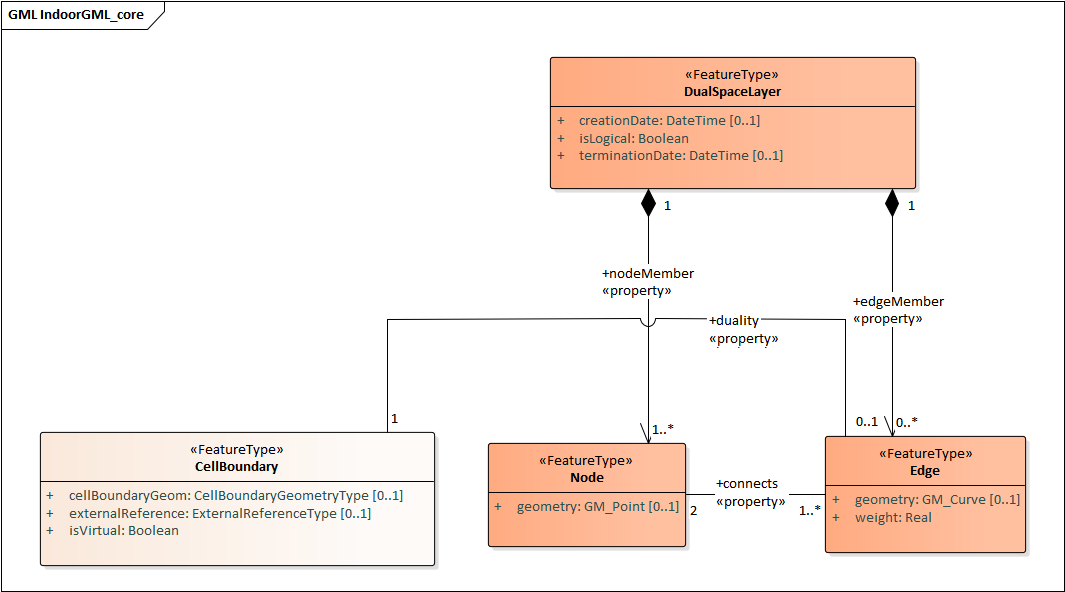 GML IndoorGML_core
«FeatureType»
DualSpaceLayer
+ creationDate: DateTime [0..1]
+ isLogical: Boolean
+ terminationDate: DateTime [0..1]
1
1
+nodeMember
«property»
+edgeMember
«property»
+duality
«property»
1
1..*
0..1
0..*
«FeatureType»
CellBoundary
+ cellBoundaryGeom: CellBoundaryGeometryType [0..1]
+ externalReference: ExternalReferenceType [0..1]
+ isVirtual: Boolean
«FeatureType»
Node
+ geometry: GM_Point [0..1]
+connects
«property»
2
1..*
«FeatureType»
Edge
+ geometry: GM_Curve [0..1]
+ weight: Real